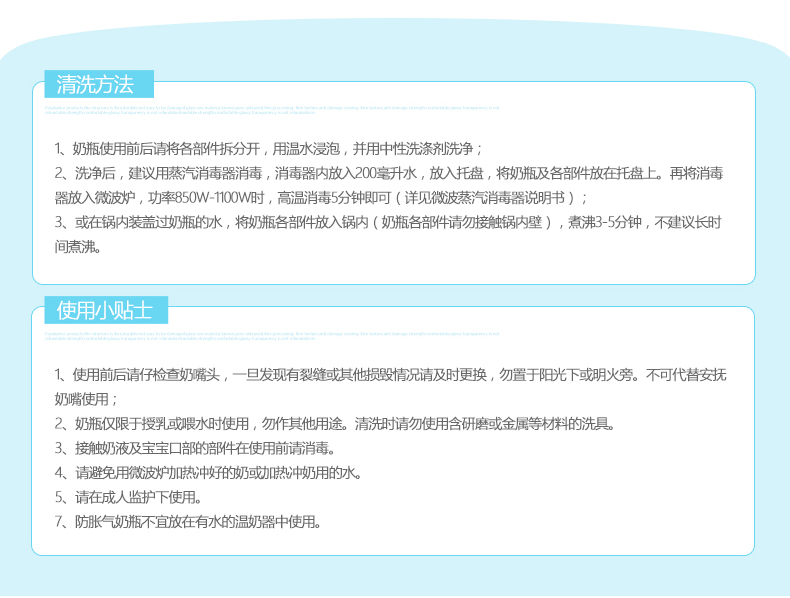 清洗方法
1、奶瓶使用前后请将各部件拆分开，用温水浸泡，并用中性洗涤剂洗净；
2、洗净后，建议用蒸汽消毒器消毒，消毒器内放入200毫升水，放入托盘，将奶瓶及各部件放在托盘上。再将消毒
器放入微波炉，功率850W-1100W时，高温消毒5分钟即可（详见微波蒸汽消毒器说明书）；
3、或在锅内装盖过奶瓶的水，将奶瓶各部件放入锅内（奶瓶各部件请勿接触锅内壁），煮沸3-5分钟，不建议长时
间煮沸。
使用小贴士
1、使用前后请仔检查奶嘴头，一旦发现有裂缝或其他损毁情况请及时更换，勿置于阳光下或明火旁。不可代替安抚
奶嘴使用；
2、奶瓶仅限于授乳或喂水时使用，勿作其他用途。清洗时请勿使用含研磨或金属等材料的洗具。
3、接触奶液及宝宝口部的部件在使用前请消毒。
4、请避免用微波炉加热冲好的奶或加热冲奶用的水。
5、请在成人监护下使用。
7、防胀气奶瓶不宜放在有水的温奶器中使用。